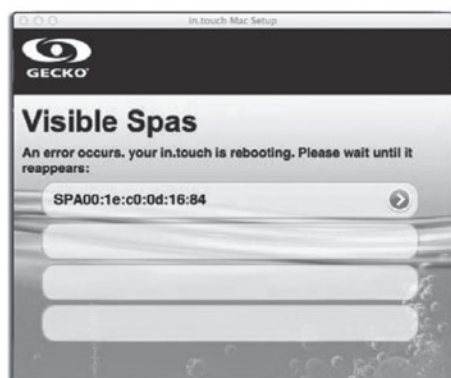 in.touch Mac Setup
GECKO
Visible Spas
An error occurs. your in.touch is rebooting. Please wait until it
reappears:
SPA00:1e:c0:0d:16:84